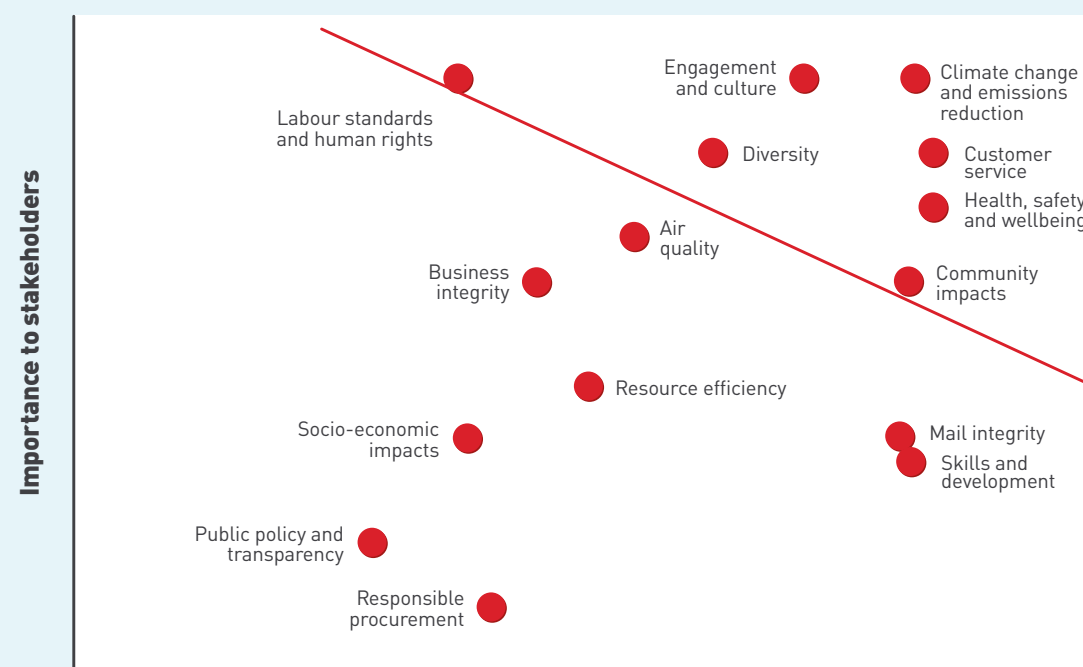 Engagement
and culture
Climate change
and emissions
reduction
Labour standards
and human rights
Diversity
Customer
service
Health, safety
and wellbeing
Air
quality
Business
integrity
Community
impacts
Importance to stakeholders
Resource efficiency
Socio-economic
impacts
Mail integrity
Skills and
development
Public policy and
transparency
Responsible
procurement